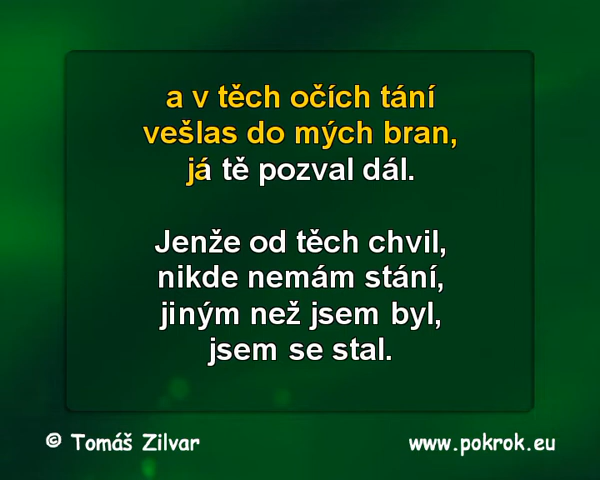 a v těch očích tání
vešlas do mých bran,
já tě pozval dál.
Jenže od těch chvil,
nikde nemám stání,
jiným než jsem byl,
jsem se stal.
© Tomáš Zilvar
www.pokrok.eu